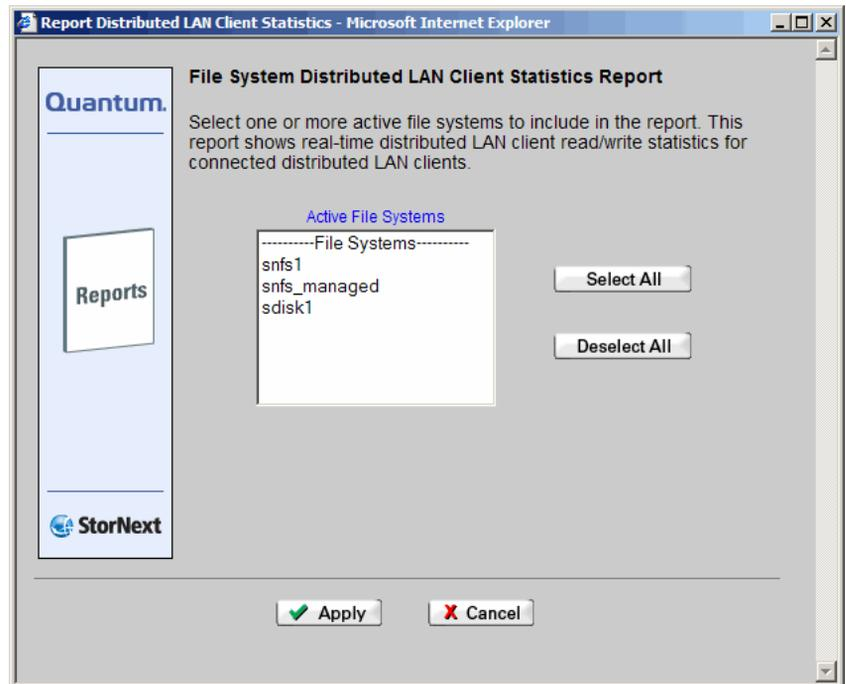 Report Distributed LAN Client Statistics - Microsoft Internet Explorer
Quantum.
File System Distributed LAN Client Statistics Report
Select one or more active file systems to include in the report. This
report shows real-time distributed LAN client read/write statistics for
connected distributed LAN clients.
Active File Systems
----------File Systems----------
snfs1
snfs_managed
sdisk1
Select All
Deselect All
Reports
StorNext
Apply
Cancel